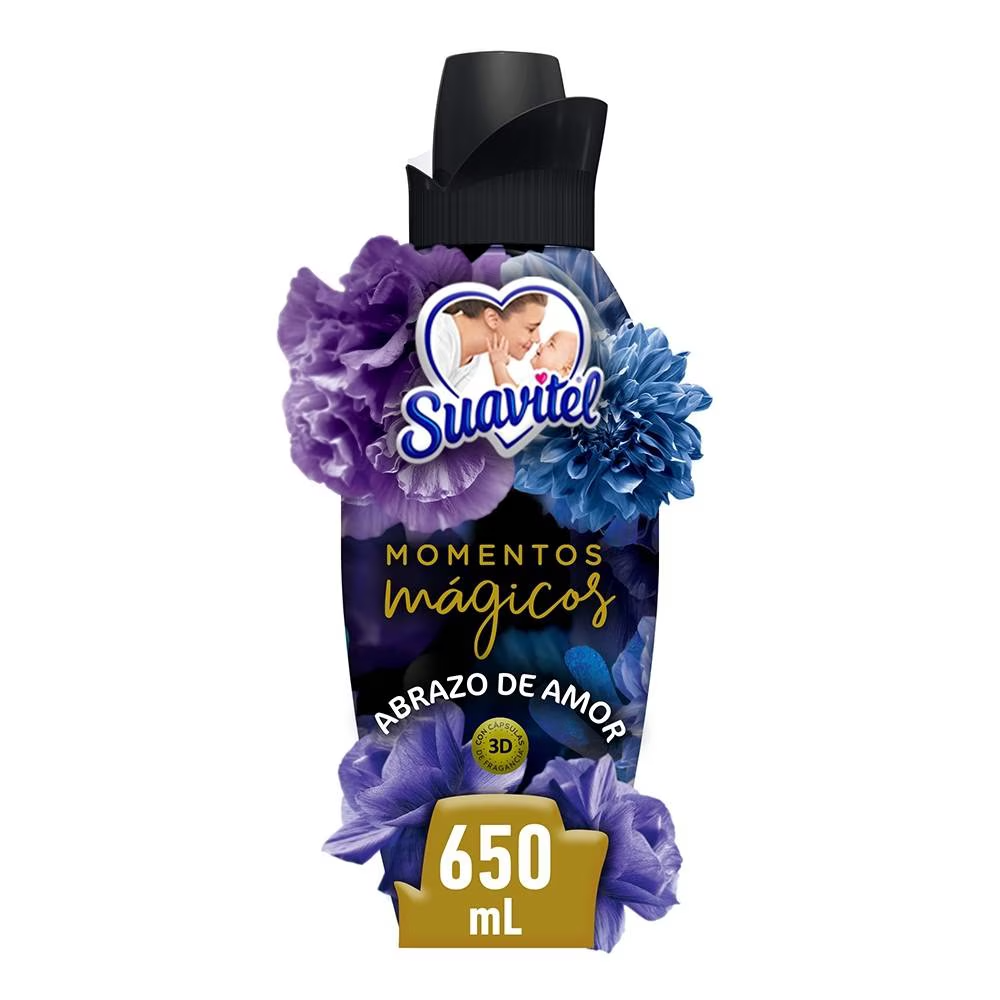 Suavitel
MOMENTOS
mágicos
ABRAZO DE AMOR
CON CÁPSULAS
3D
DE FRAGANCIA
650
mL